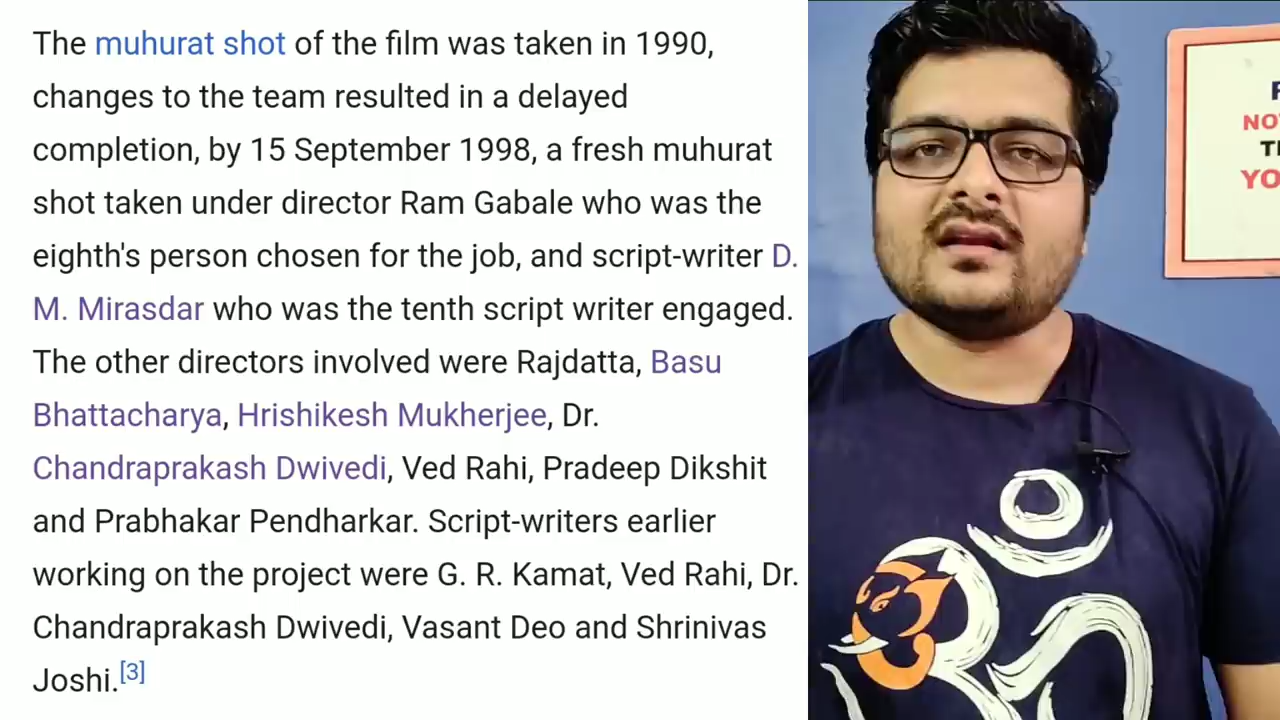 The muhurat shot of the film was taken in 1990,
changes to the team resulted in a delayed
completion, by 15 September 1998, a fresh muhurat
shot taken under director Ram Gabale who was the
eighth's person chosen for the job, and script-writer D.
M. Mirasdar who was the tenth script writer engaged.
The other directors involved were Rajdatta, Basu
Bhattacharya, Hrishikesh Mukherjee, Dr.
Chandraprakash Dwivedi, Ved Rahi, Pradeep Dikshit
and Prabhakar Pendharkar. Script-writers earlier
working on the project were G. R. Kamat, Ved Rahi, Dr.
Chandraprakash Dwivedi, Vasant Deo and Shrinivas
Joshi.[3]